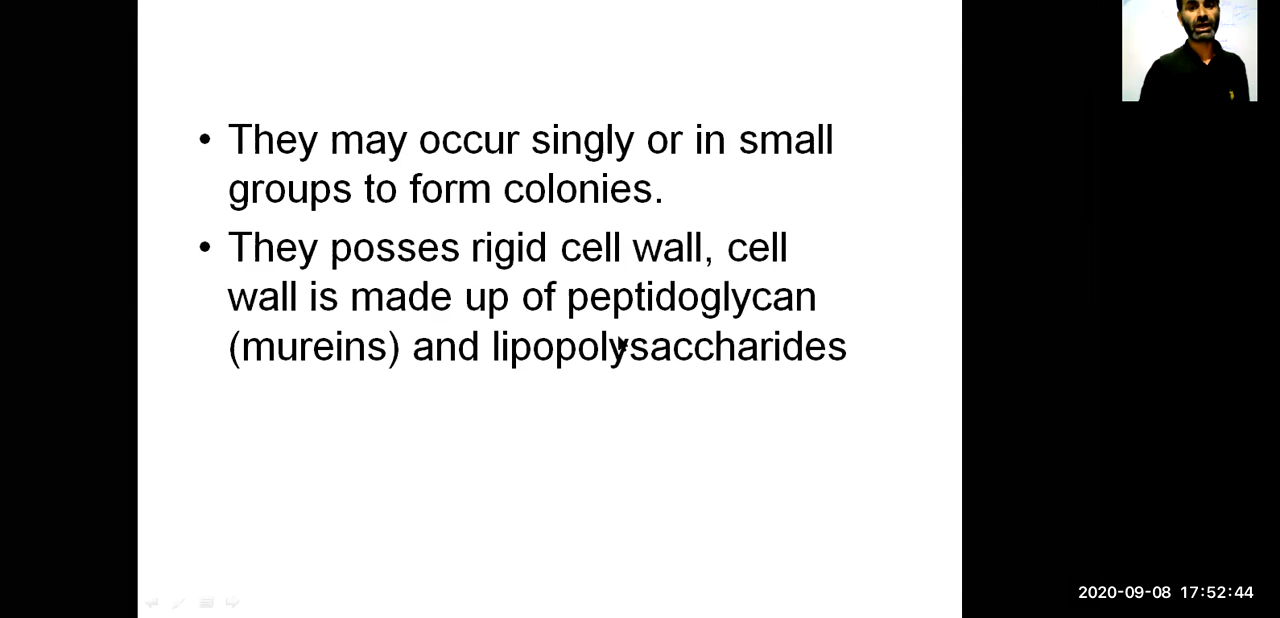 • They may occur singly or in small
groups to form colonies.
• They posses rigid cell wall, cell
wall is made up of peptidoglycan
(mureins) and lipopolysaccharides
2020-09-08 17:52:44